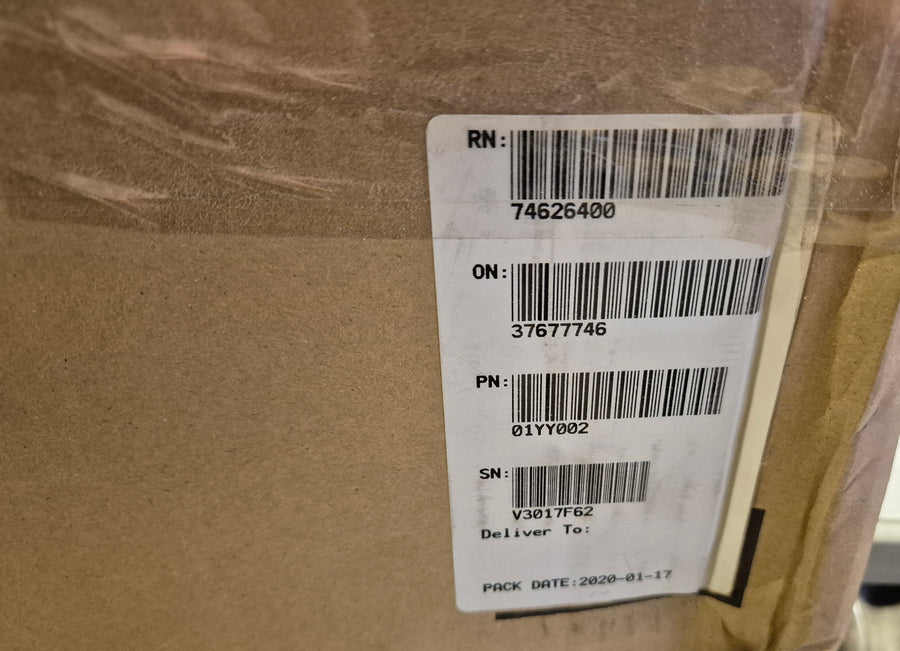 RN:
74626400
ON:
37677746
PN:
01YY002
SN:
V3017F62
Deliver To:
PACK DATE:2020-01-17